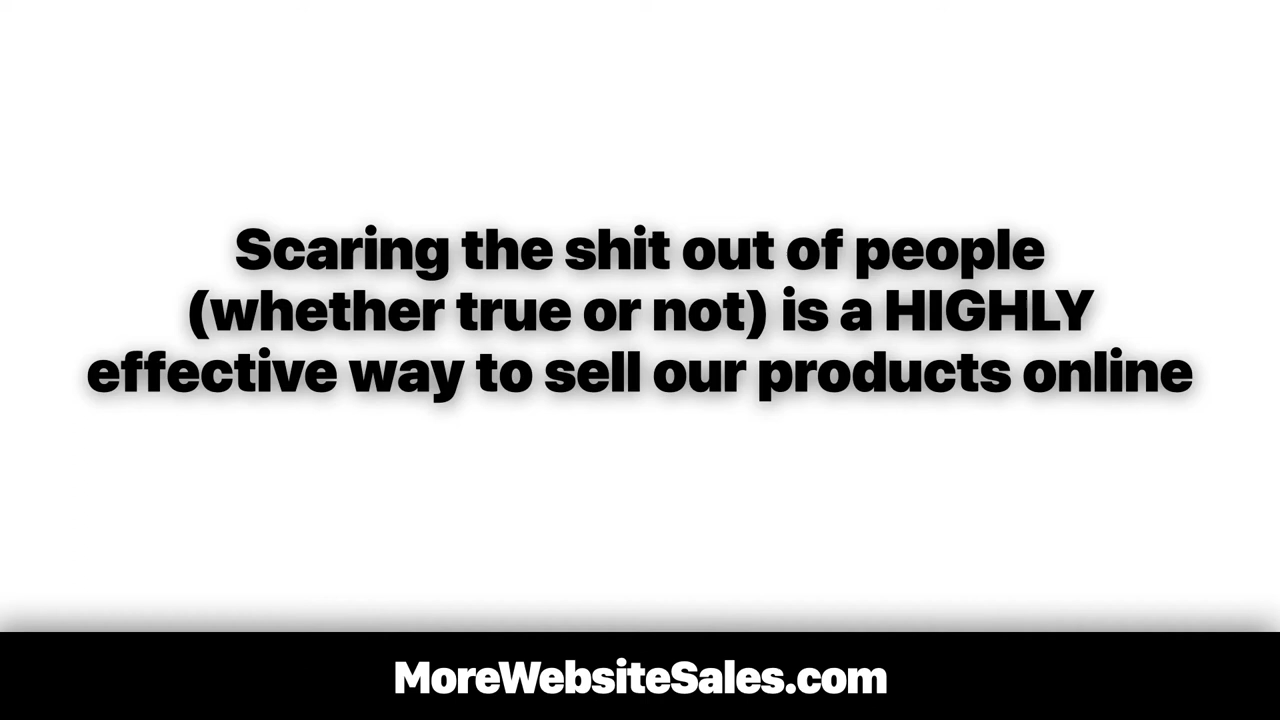 Scaring the shit out of people
(whether true or not) is a HIGHLY
effective way to sell our products online
MoreWebsiteSales.com